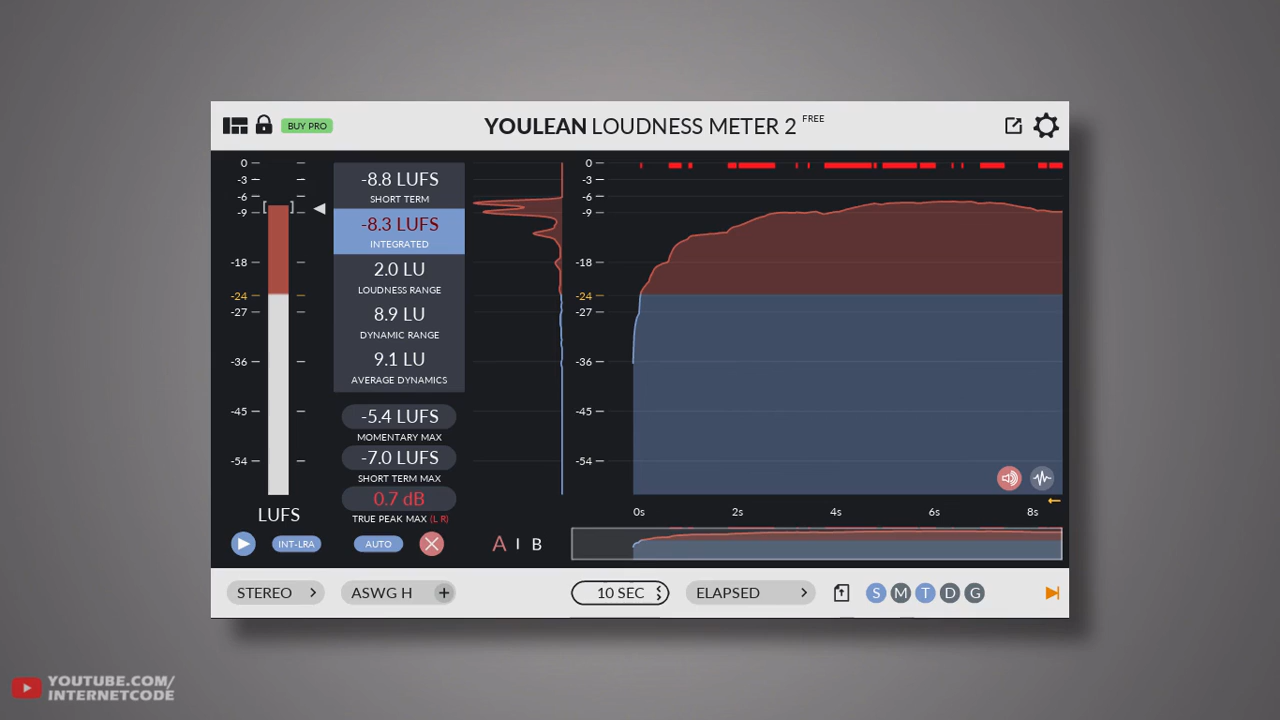 BUY PRO
YOULEAN LOUDNESS METER 2 FREE
0
-3
-6
-9
-18
-24
-27
-36
-45
-54
LUFS
-8.8 LUFS
SHORT TERM
-8.3 LUFS
INTEGRATED
2.0 LU
LOUDNESS RANGE
8.9 LU
DYNAMIC RANGE
9.1 LU
AVERAGE DYNAMICS
-5.4 LUFS
MOMENTARY MAX
-7.0 LUFS
SHORT TERM MAX
0.7 dB
TRUE PEAK MAX (L R)
0
-3
-6
-9
-18
-24
-27
-36
-45
-54
0s 2s 4s 6s 8s
INT-LRA AUTO A I B
STEREO ASWG H + 10 SEC ELAPSED S M T D G
YOUTUBE.COM/
INTERNETCODE